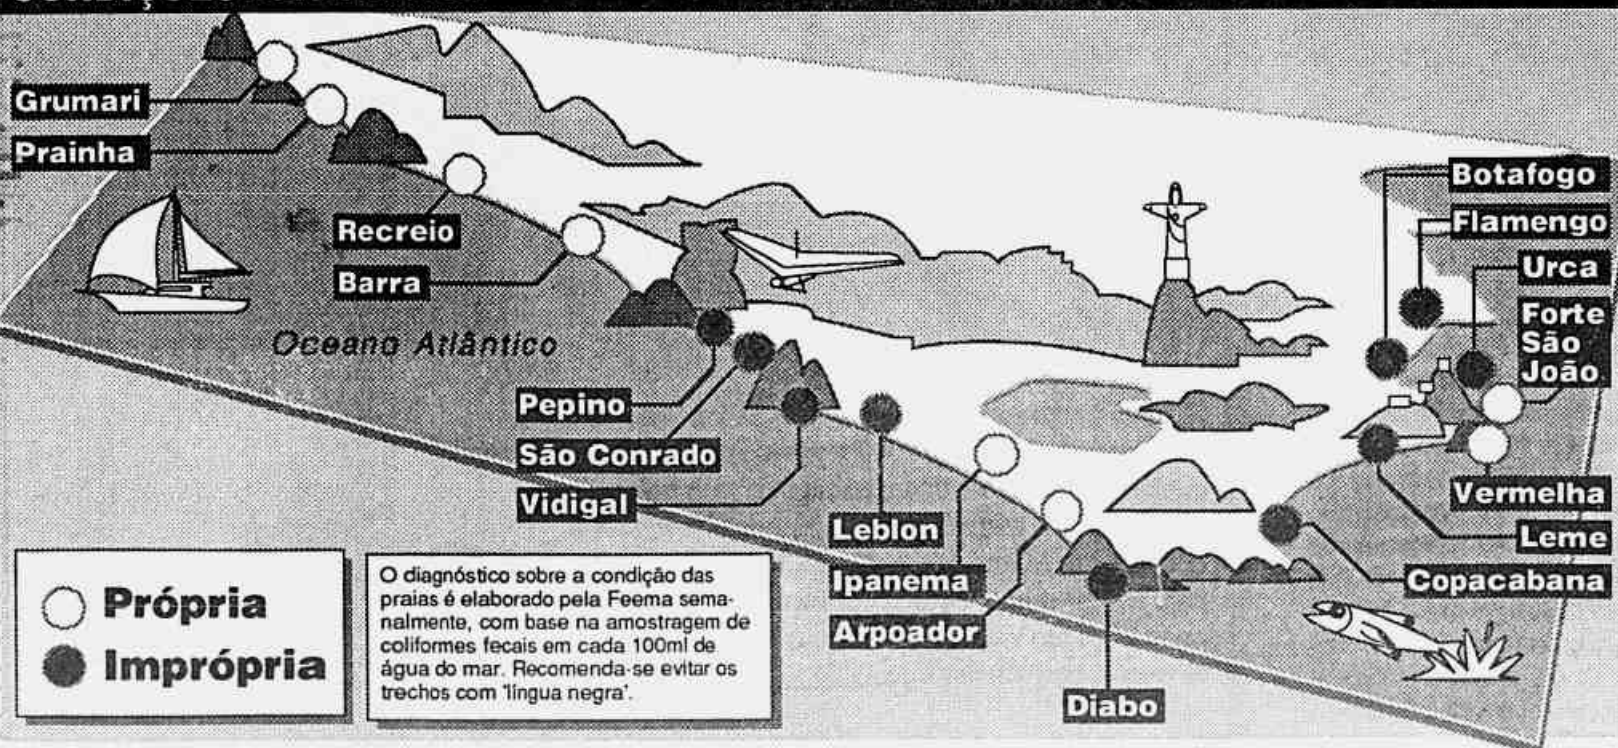 Grumari
Prainha
Recreio
Barra
Oceano Atlântico
Pepino
São Conrado
Vidigal
Leblon
Ipanema
Arpoador
Diabo
Botafogo
Flamengo
Urca
Forte
São
João
Vermelha
Leme
Copacabana
Própria
Imprópria
O diagnóstico sobre a condição das
praias é elaborado pela Feema sema-
nalmente, com base na amostragem de
coliformes fecais em cada 100ml de
água do mar. Recomenda-se evitar os
trechos com 'língua negra'.